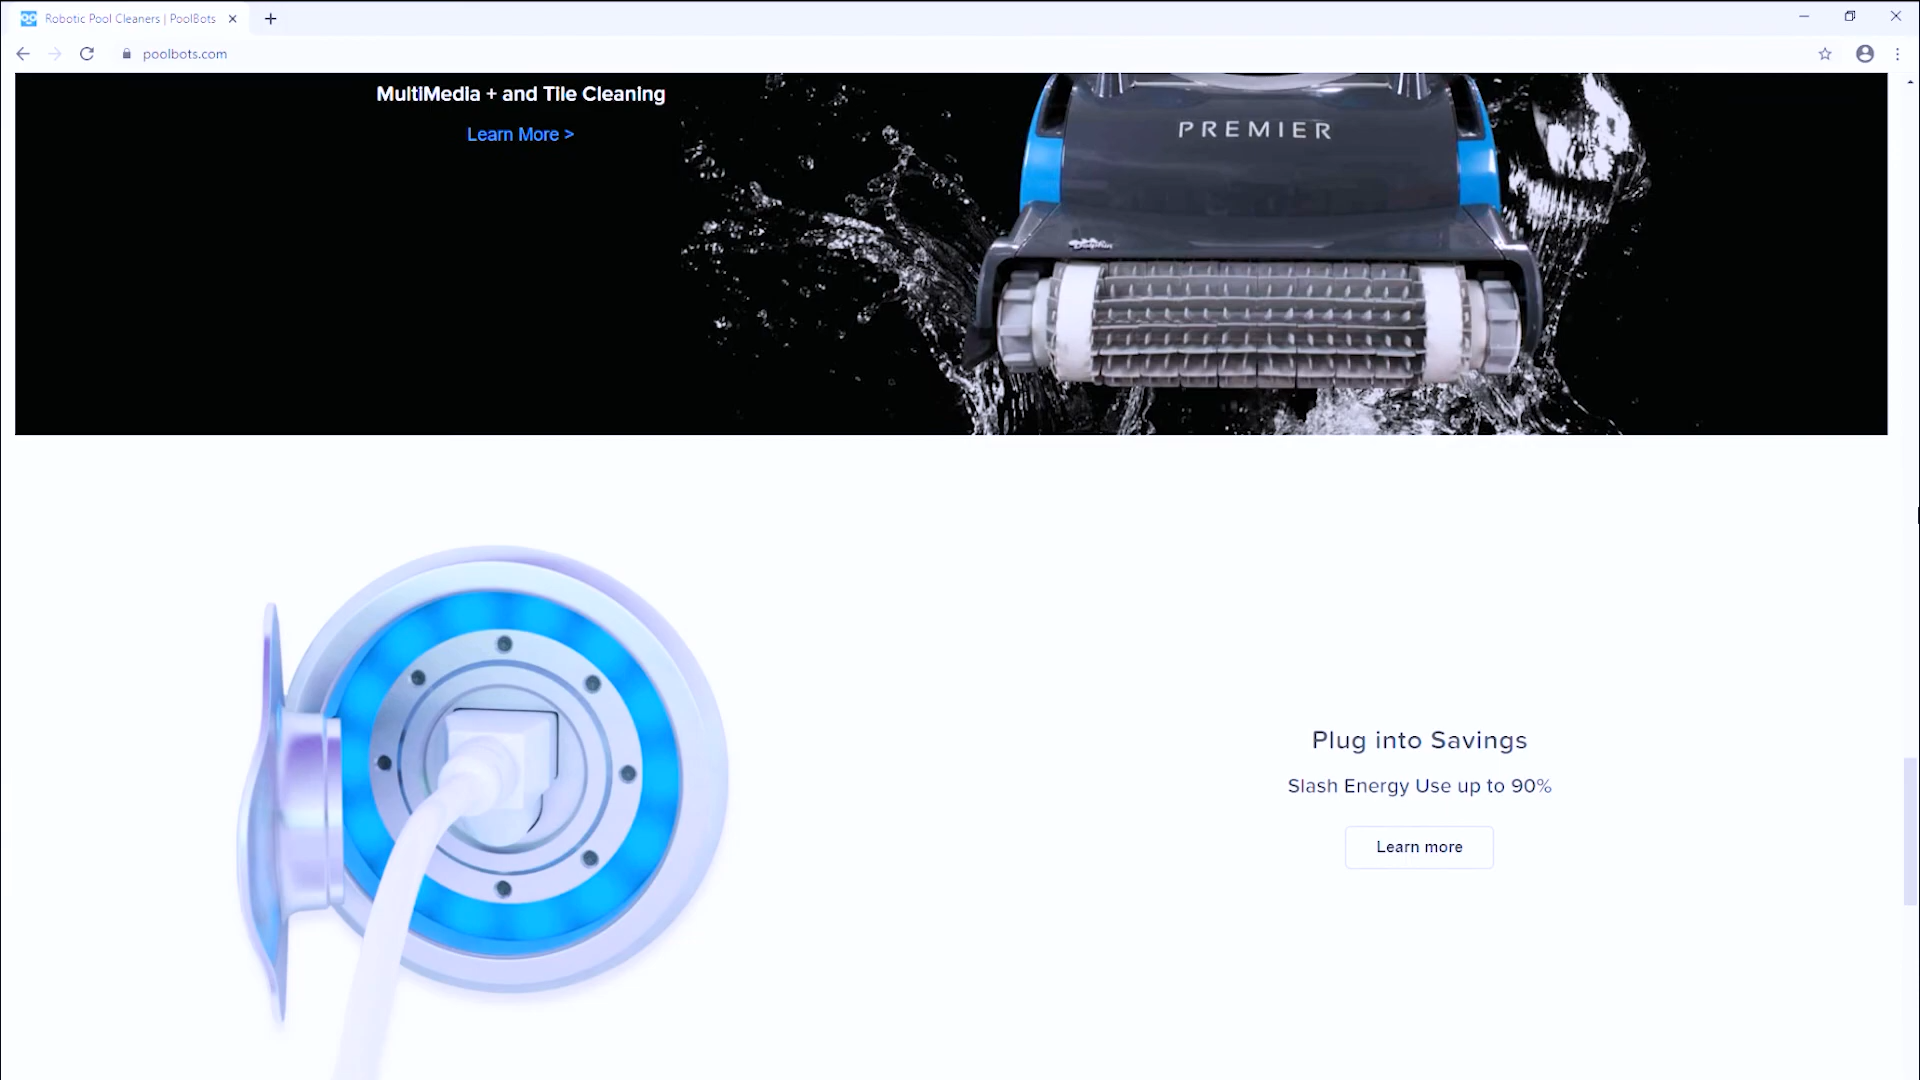 Robotic Pool Cleaners | PoolBots
poolbots.com
MultiMedia + and Tile Cleaning
Learn More >
PREMIER
Dolphin
Plug into Savings
Slash Energy Use up to 90%
Learn more